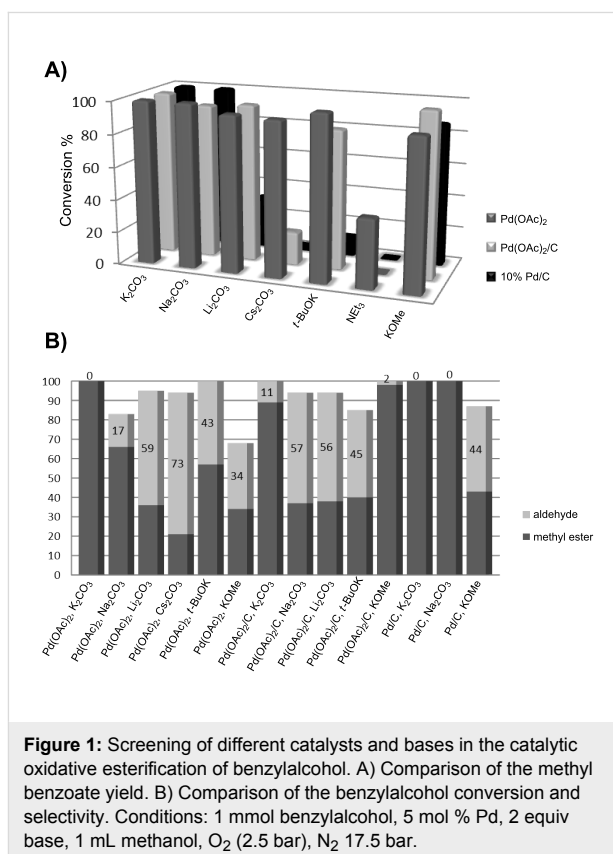 A)
Conversion %
100
80
60
40
20
0
K₂CO₃
Na₂CO₃
Li₂CO₃
Cs₂CO₃
t-BuOK
NEt₃
KOMe
Pd(OAc)₂
Pd(OAc)₂/C
10% Pd/C
B)
100
90
80
70
60
50
40
30
20
10
0
0
17
59
73
43
34
11
57
56
45
2
0
0
44
aldehyde
methyl ester
Pd(OAc)₂, K₂CO₃
Pd(OAc)₂, Na₂CO₃
Pd(OAc)₂, Li₂CO₃
Pd(OAc)₂, Cs₂CO₃
Pd(OAc)₂, t-BuOK
Pd(OAc)₂, KOMe
Pd(OAc)₂/C, K₂CO₃
Pd(OAc)₂/C, Na₂CO₃
Pd(OAc)₂/C, Li₂CO₃
Pd(OAc)₂/C, t-BuOK
Pd(OAc)₂/C, KOMe
Pd/C, K₂CO₃
Pd/C, Na₂CO₃
Pd/C, KOMe
Figure 1: Screening of different catalysts and bases in the catalytic
oxidative esterification of benzylalcohol. A) Comparison of the methyl
benzoate yield. B) Comparison of the benzylalcohol conversion and
selectivity. Conditions: 1 mmol benzylalcohol, 5 mol % Pd, 2 equiv
base, 1 mL methanol, O₂ (2.5 bar), N₂ 17.5 bar.